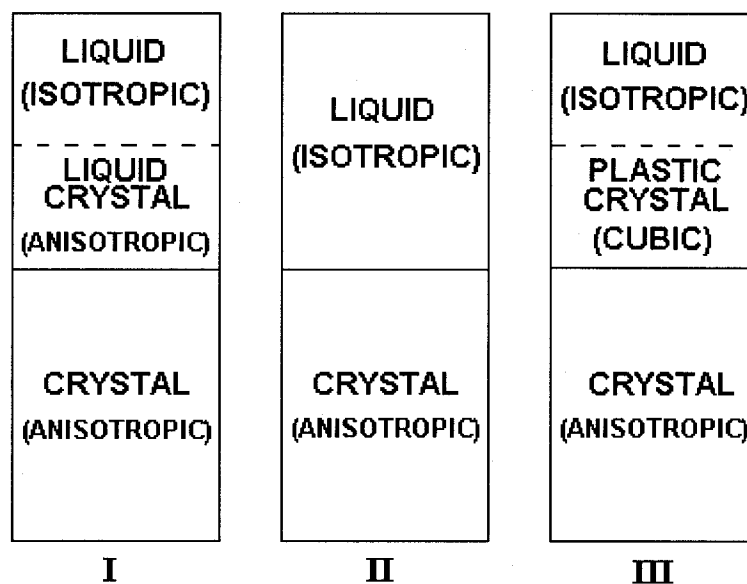 LIQUID
(ISOTROPIC)
LIQUID
CRYSTAL
(ANISOTROPIC)
CRYSTAL
(ANISOTROPIC)
I
LIQUID
(ISOTROPIC)
CRYSTAL
(ANISOTROPIC)
II
LIQUID
(ISOTROPIC)
PLASTIC
CRYSTAL
(CUBIC)
CRYSTAL
(ANISOTROPIC)
III